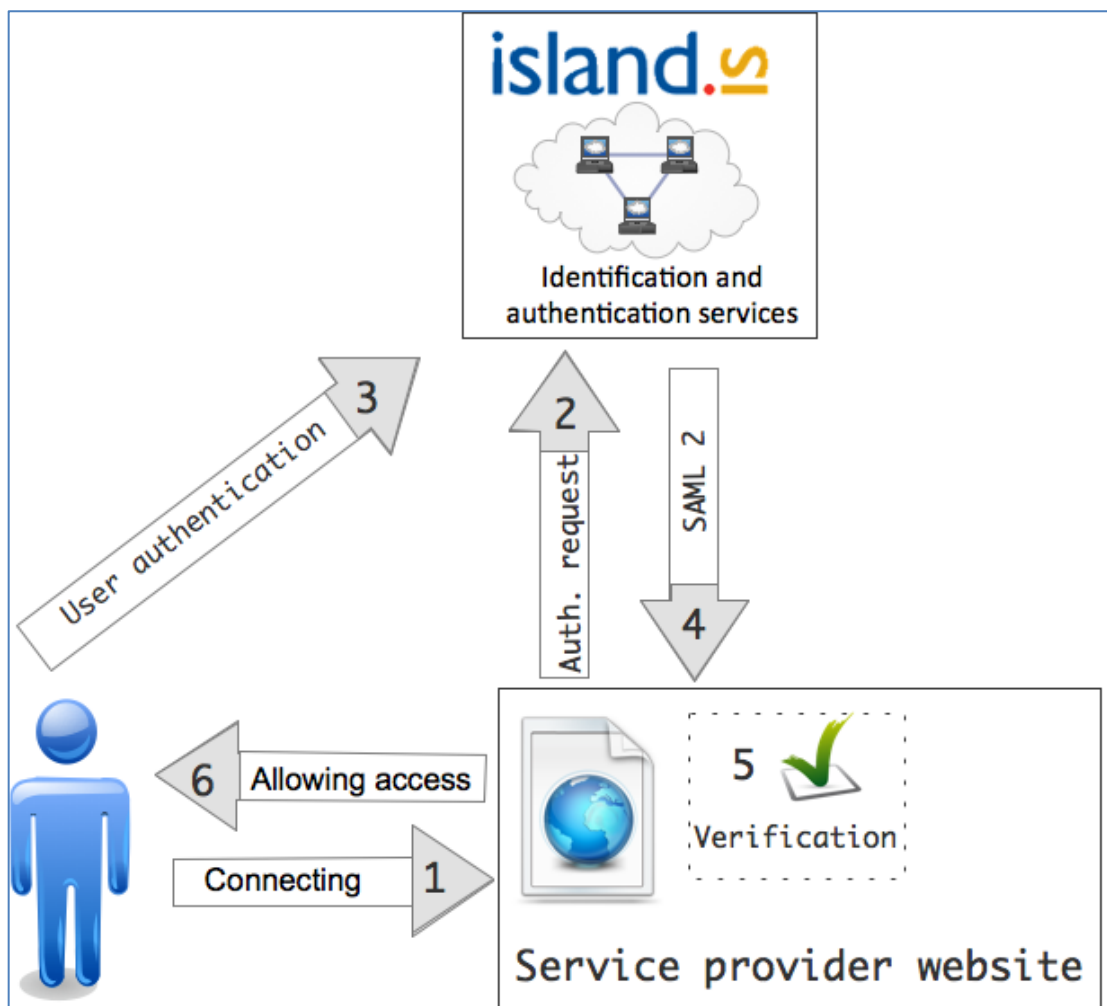 island.is
Identification and
authentication services
3
User authentication
2
Auth. request
SAML 2
4
5
Verification
6
Allowing access
Connecting
1
Service provider website